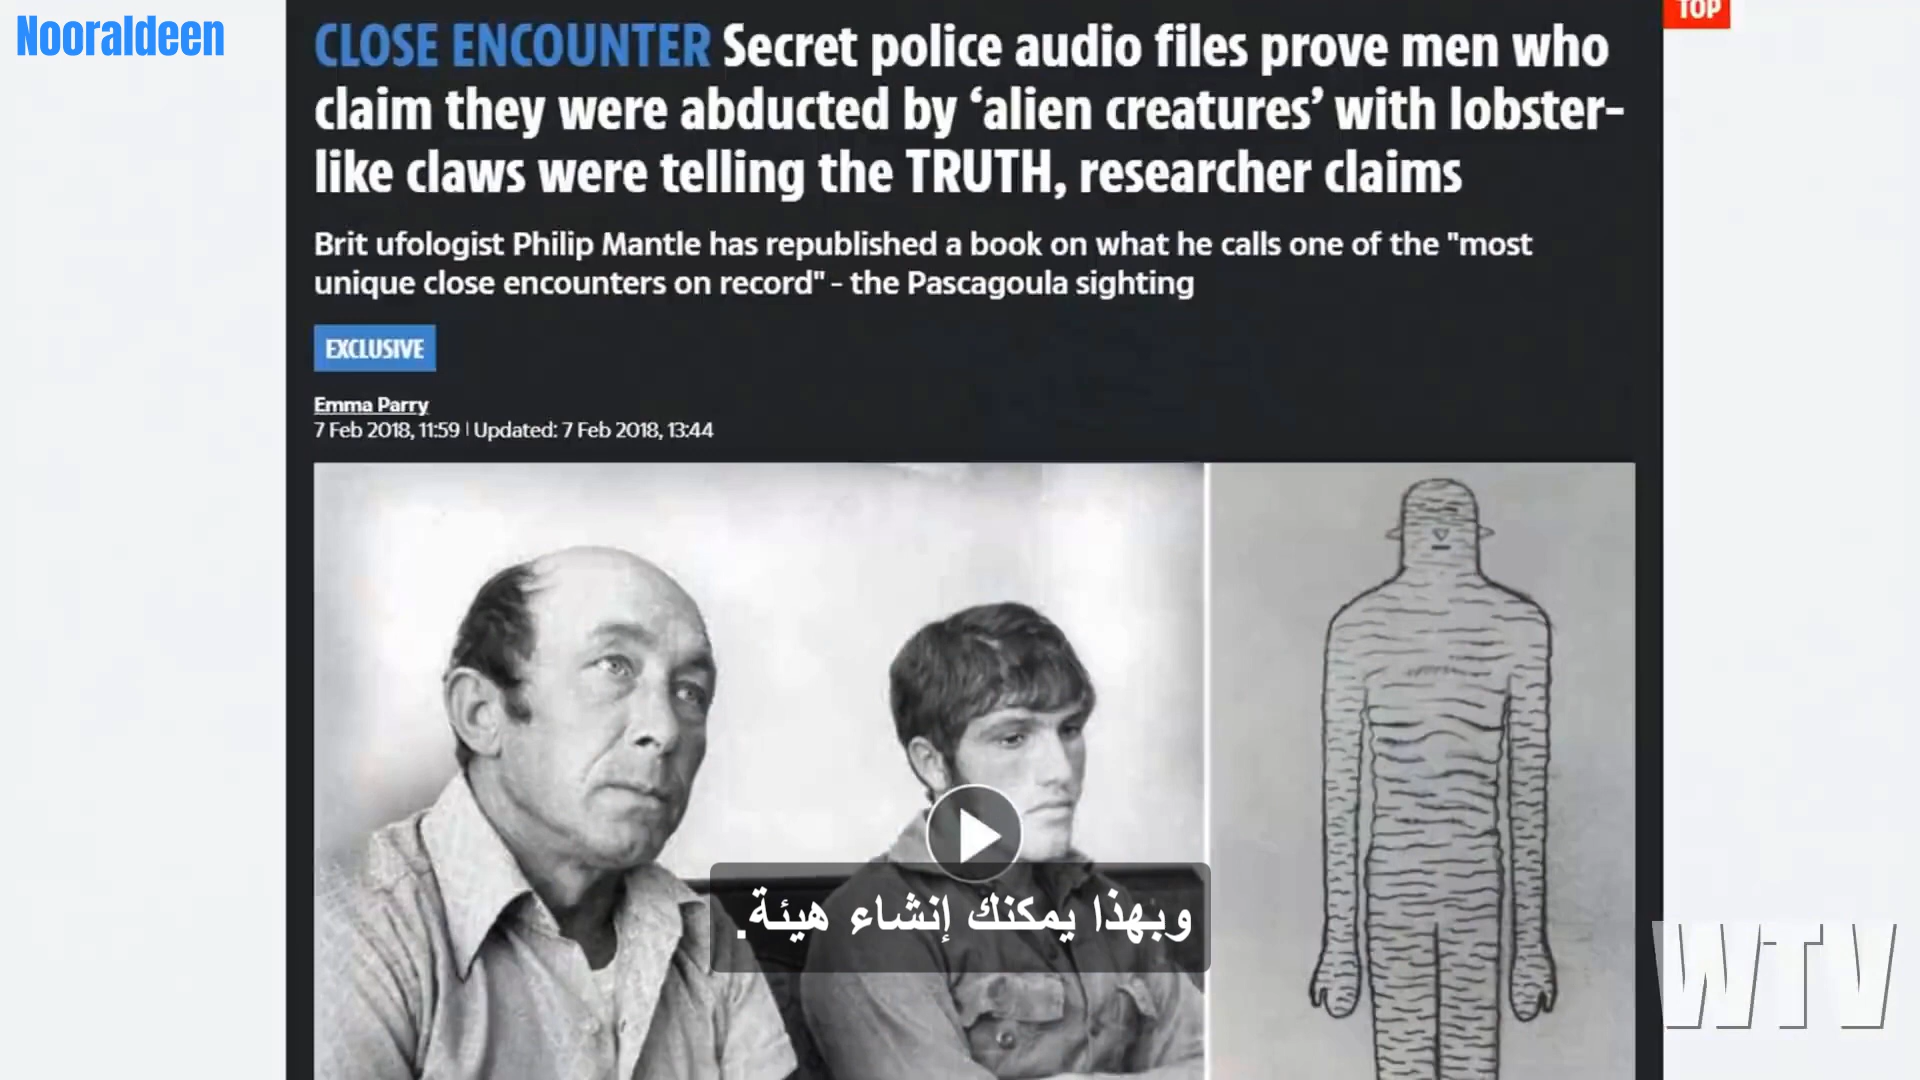 Nooraldeen
TOP
CLOSE ENCOUNTER Secret police audio files prove men who
claim they were abducted by ‘alien creatures’ with lobster-
like claws were telling the TRUTH, researcher claims
Brit ufologist Philip Mantle has republished a book on what he calls one of the "most
unique close encounters on record" - the Pascagoula sighting
EXCLUSIVE
Emma Parry
7 Feb 2018, 11:59 | Updated: 7 Feb 2018, 13:44
وبهذا يمكنك إنشاء هيئة.
WTV